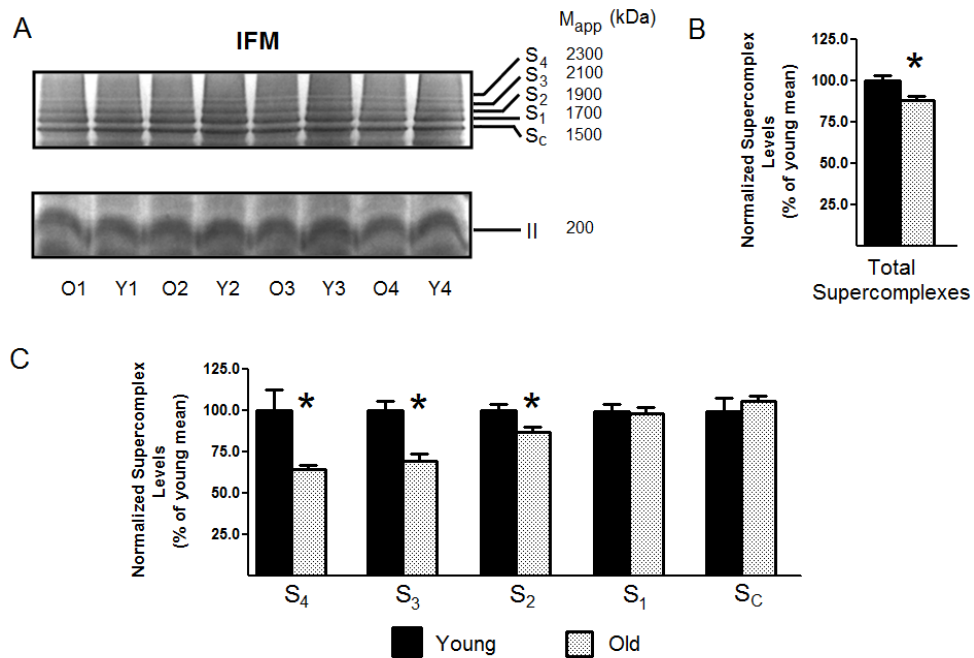 A
IFM
M_app (kDa)
S4 2300
S3 2100
S2 1900
S1 1700
SC 1500
II 200
O1 Y1 O2 Y2 O3 Y3 O4 Y4
B
Normalized Supercomplex
Levels
(% of young mean)
125.0
100.0
75.0
50.0
25.0
*
Total
Supercomplexes
C
Normalized Supercomplex
Levels
(% of young mean)
125.0
100.0
75.0
50.0
25.0
* * *
S4 S3 S2 S1 SC
Young Old